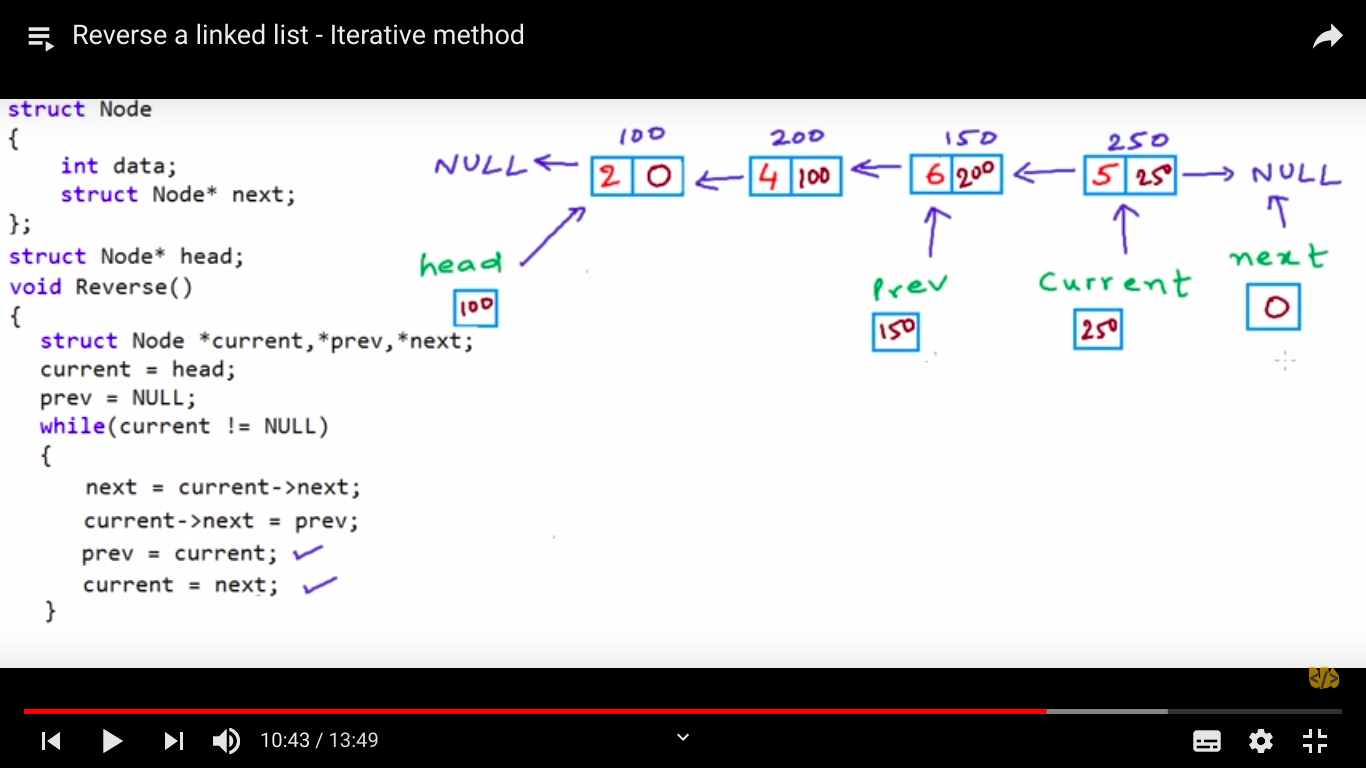 Reverse a linked list - Iterative method
struct Node
{
int data;
struct Node* next;
};
struct Node* head;
void Reverse()
{
struct Node *current,*prev,*next;
current = head;
prev = NULL;
while(current != NULL)
{
next = current->next;
current->next = prev;
prev = current;
current = next;
}
100 200 150 250
NULL 2 0 4 100 6 200 5 250 NULL
head Prev Current next
100 150 250 0
</>
10:43 / 13:49